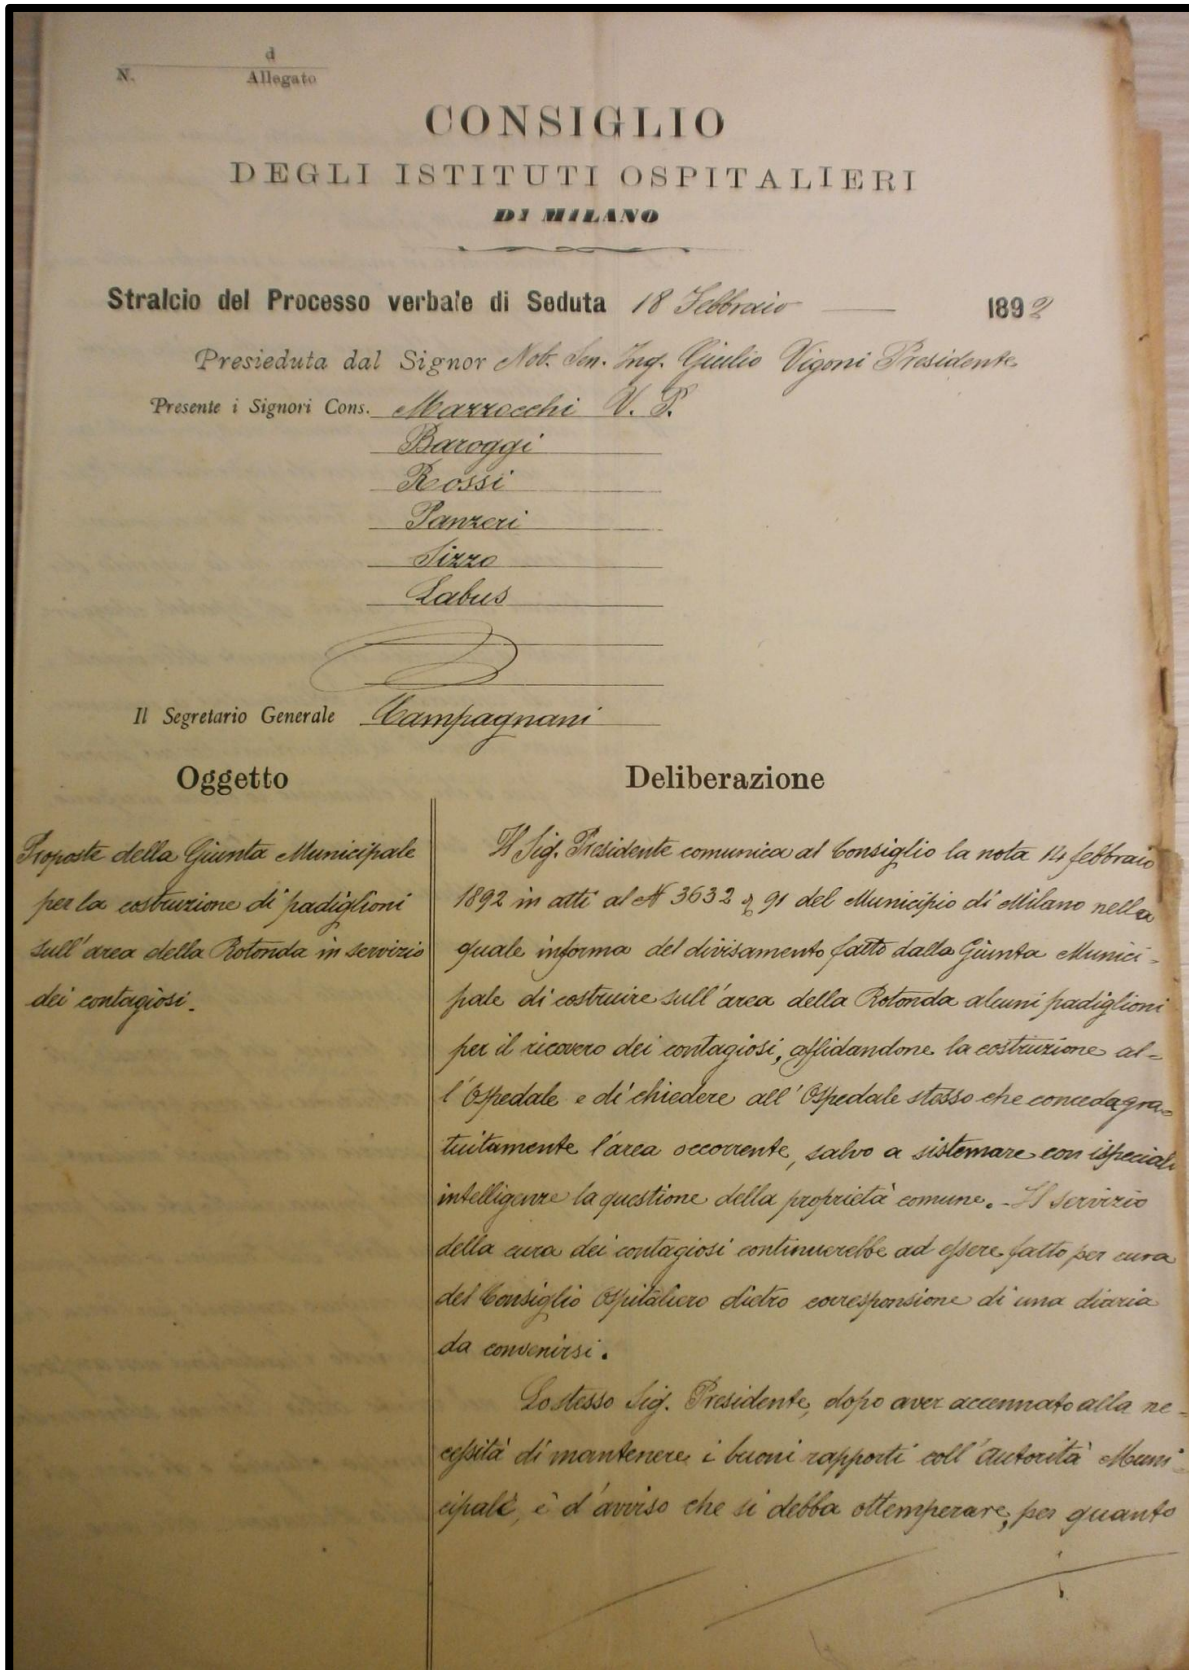 d
N. Allegato
CONSIGLIO
DEGLI ISTITUTI OSPITALIERI
DI MILANO
Stralcio del Processo verbale di Seduta 18 Febbraio 1892
Presieduta dal Signor Nob. Sen. Ing. Giulio Vigoni Presidente
Presente i Signori Cons. Mazzocchi V. P.
Baroggi
Rossi
Panzeri
Sizzo
Labus
Il Segretario Generale Campagnani
Oggetto
Proposte della Giunta Municipale
per la costruzione di padiglioni
sull'area della Rotonda in servizio
dei contagiosi.
Deliberazione
Il Sig. Presidente comunica al Consiglio la nota 14 febbraio
1892 in atti al N 3632 91 del Municipio di Milano nella
quale informa del divisamento fatto dalla Giunta Munici-
pale di costruire sull'area della Rotonda alcuni padiglioni
per il ricovero dei contagiosi, affidandone la costruzione al-
l'Ospedale e di chiedere all'Ospedale stesso che conceda gra-
tuitamente l'area occorrente, salvo a sistemare con ispeciali
intelligenze la questione della proprietà comune. - Il servizio
della cura dei contagiosi continuerebbe ad essere fatto per cura
del Consiglio Ospitaliero dietro corresponsione di una diaria
da convenirsi.
Lo stesso Sig. Presidente, dopo aver accennato alla ne-
cessità di mantenere i buoni rapporti coll'Autorità Muni-
cipale, è d'avviso che si debba ottemperare, per quanto